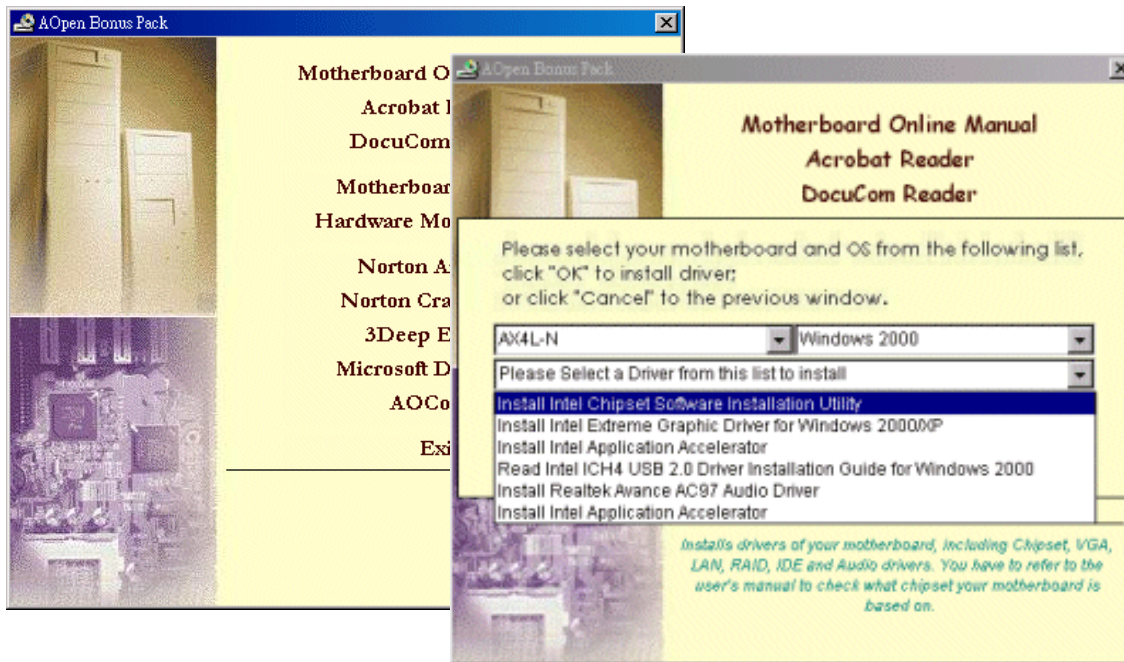 AOpen Bonus Pack
Motherboard O
Acrobat
DocuCom
Motherboar
Hardware Mo
Norton A
Norton Cra
3Deep E
Microsoft D
AOCo
Exi
AOpen Bonus Pack
Motherboard Online Manual
Acrobat Reader
DocuCom Reader
Please select your motherboard and OS from the following list,
click "OK" to install driver;
or click "Cancel" to the previous window.
AX4L-N Windows 2000
Please Select a Driver from this list to install
Install Intel Chipset Software Installation Utility
Install Intel Extreme Graphic Driver for Windows 2000/XP
Install Intel Application Accelerator
Read Intel ICH4 USB 2.0 Driver Installation Guide for Windows 2000
Install Realtek Avance AC97 Audio Driver
Install Intel Application Accelerator
Installs drivers of your motherboard, including Chipset, VGA,
LAN, RAID, IDE and Audio drivers. You have to refer to the
user's manual to check what chipset your motherboard is
based on.